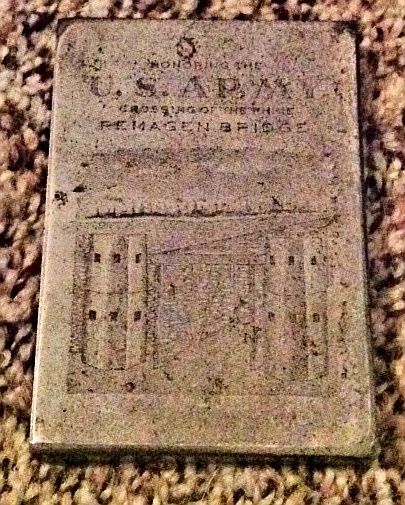 HONORING THE
U.S. ARMY
CROSSING OF THE RHINE
REMAGEN BRIDGE